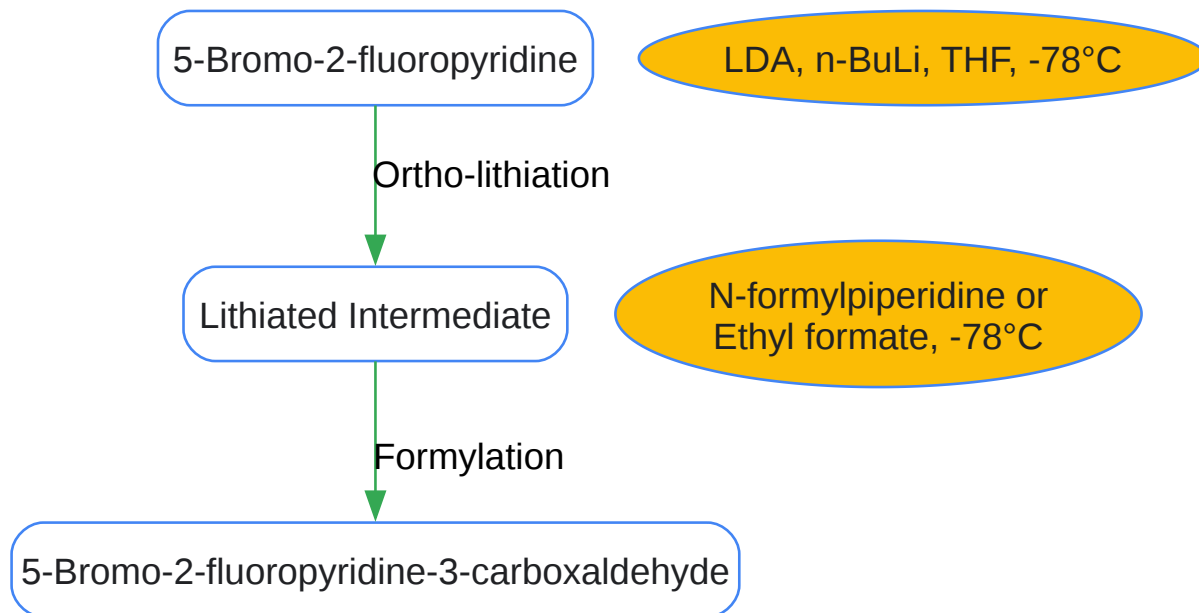 5-Bromo-2-fluoropyridine
LDA, n-BuLi, THF, -78°C
Ortho-lithiation
Lithiated Intermediate
N-formylpiperidine or
Ethyl formate, -78°C
Formylation
5-Bromo-2-fluoropyridine-3-carboxaldehyde